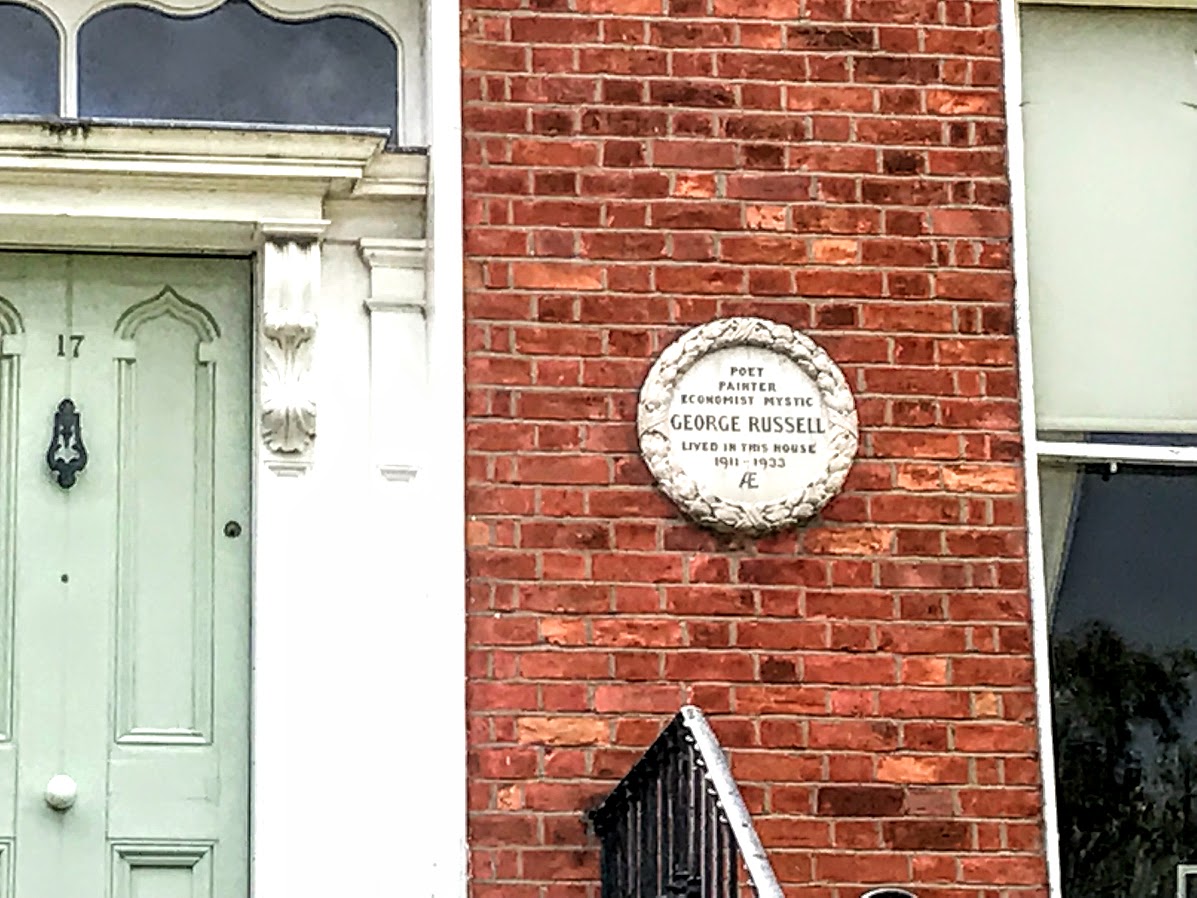 17
POET
PAINTER
ECONOMIST MYSTIC
GEORGE RUSSELL
LIVED IN THIS HOUSE
1911-1933
Æ